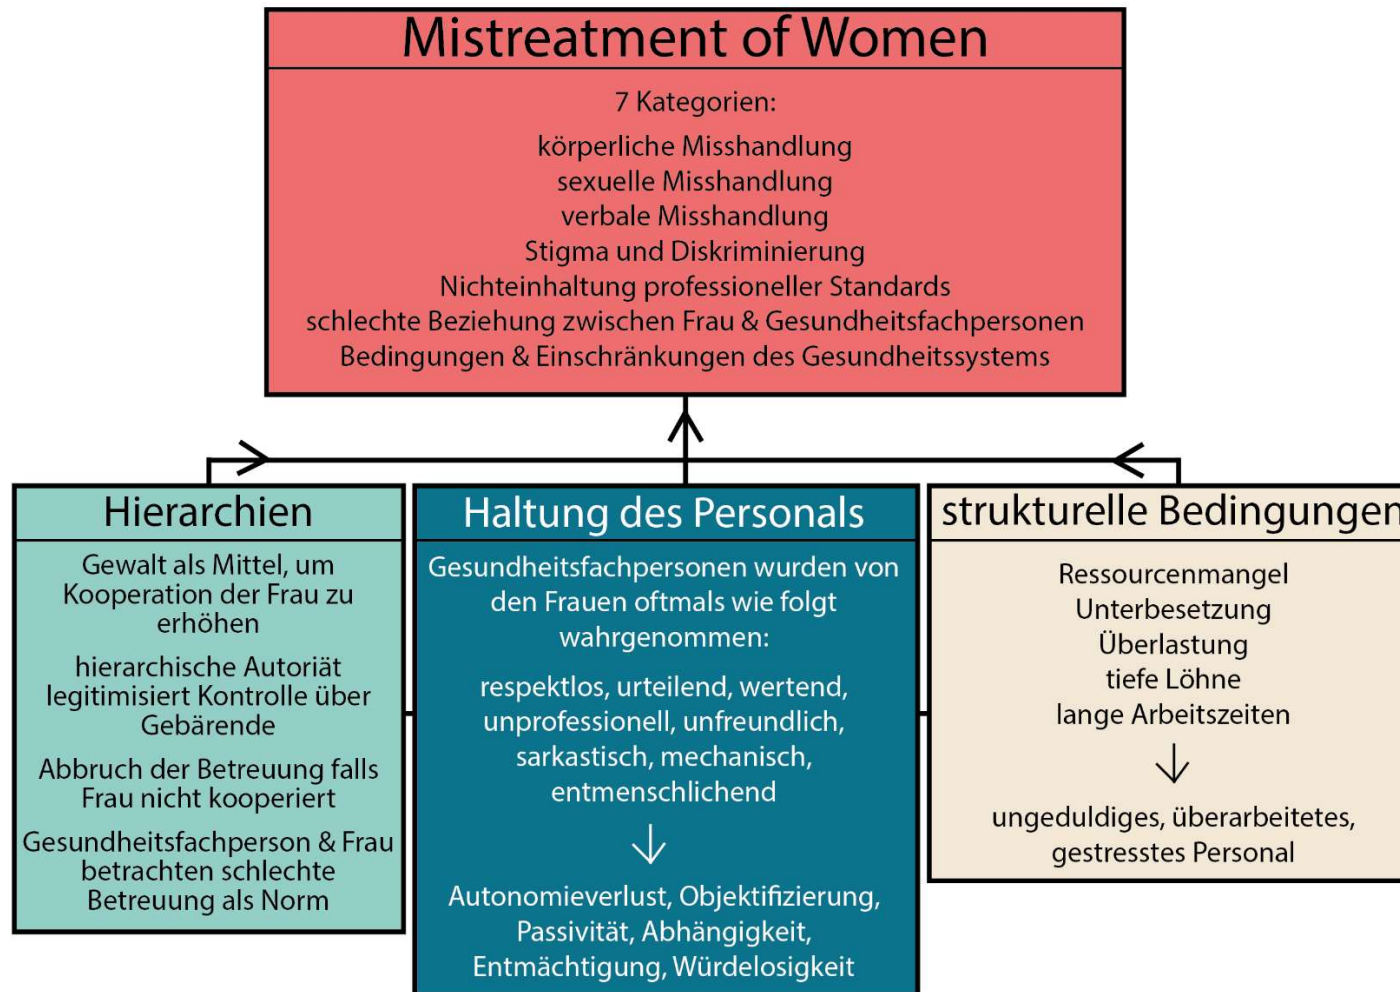 Mistreatment of Women
7 Kategorien:
körperliche Misshandlung
sexuelle Misshandlung
verbale Misshandlung
Stigma und Diskriminierung
Nichteinhaltung professioneller Standards
schlechte Beziehung zwischen Frau & Gesundheitsfachpersonen
Bedingungen & Einschränkungen des Gesundheitssystems
Hierarchien
Gewalt als Mittel, um
Kooperation der Frau zu
erhöhen
hierarchische Autoriät
legitimisiert Kontrolle über
Gebärende
Abbruch der Betreuung falls
Frau nicht kooperiert
Gesundheitsfachperson & Frau
betrachten schlechte
Betreuung als Norm
Haltung des Personals
Gesundheitsfachpersonen wurden von
den Frauen oftmals wie folgt
wahrgenommen:
respektlos, urteilend, wertend,
unprofessionell, unfreundlich,
sarkastisch, mechanisch,
entmenschlichend
Autonomieverlust, Objektifizierung,
Passivität, Abhängigkeit,
Entmächtigung, Würdelosigkeit
strukturelle Bedingungen
Ressourcenmangel
Unterbesetzung
Überlastung
tiefe Löhne
lange Arbeitszeiten
ungeduldiges, überarbeitetes,
gestresstes Personal